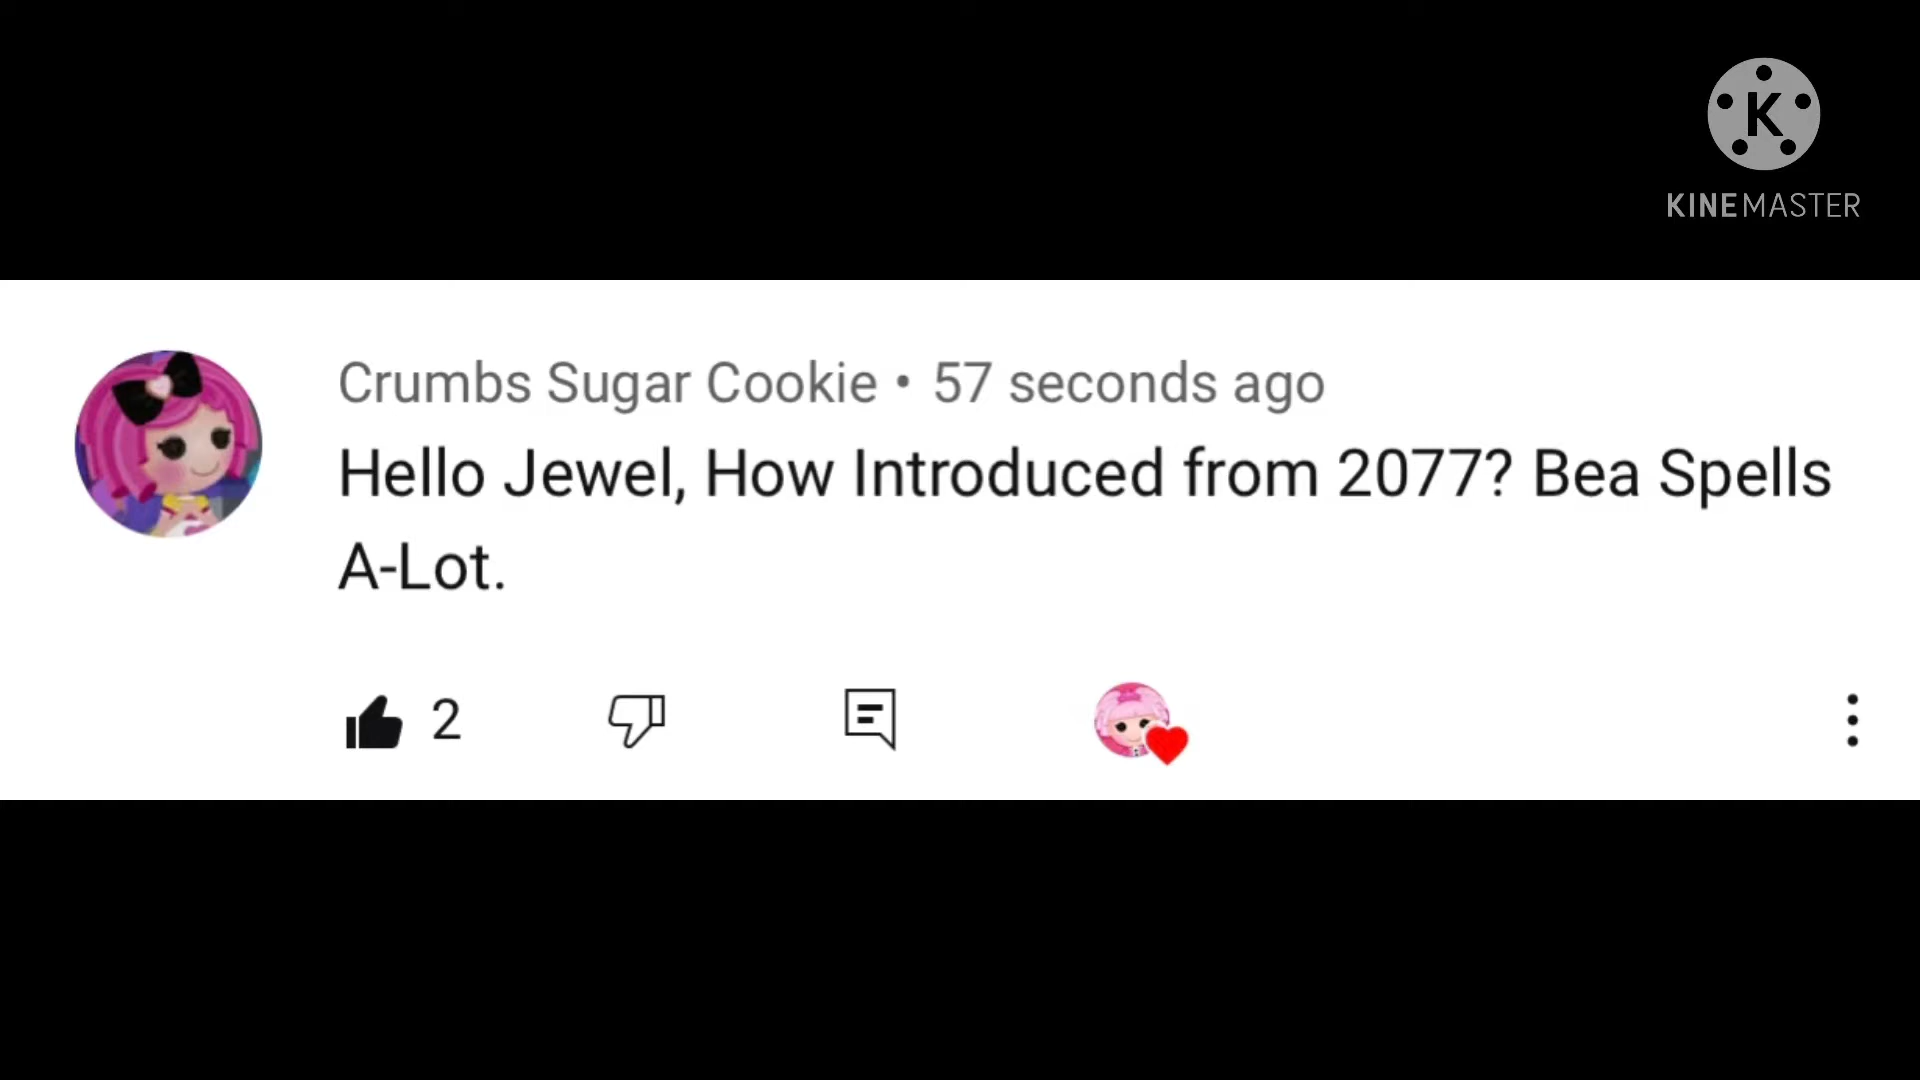 K
KINEMASTER
Crumbs Sugar Cookie • 57 seconds ago
Hello Jewel, How Introduced from 2077? Bea Spells
A-Lot.
2